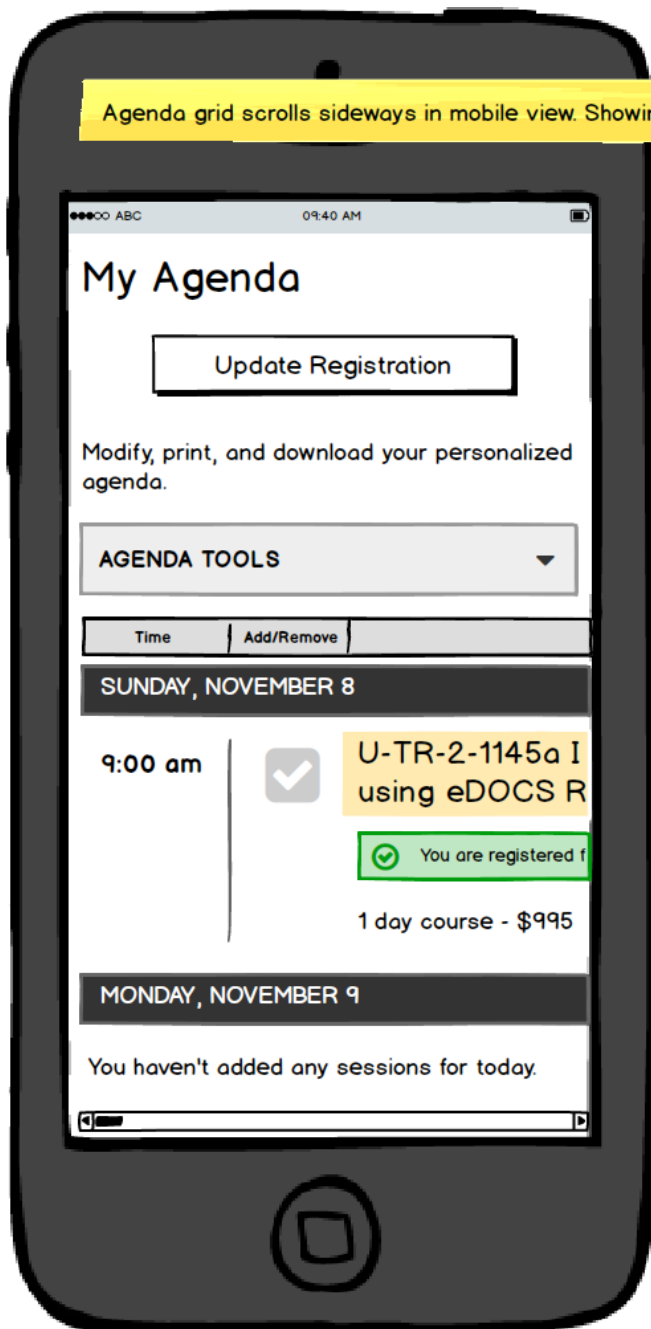 Agenda grid scrolls sideways in mobile view. Showin
ABC 09:40 AM
My Agenda
Update Registration
Modify, print, and download your personalized
agenda.
AGENDA TOOLS
Time Add/Remove
SUNDAY, NOVEMBER 8
9:00 am U-TR-2-1145a I
using eDOCS R
You are registered f
1 day course - $995
MONDAY, NOVEMBER 9
You haven't added any sessions for today.